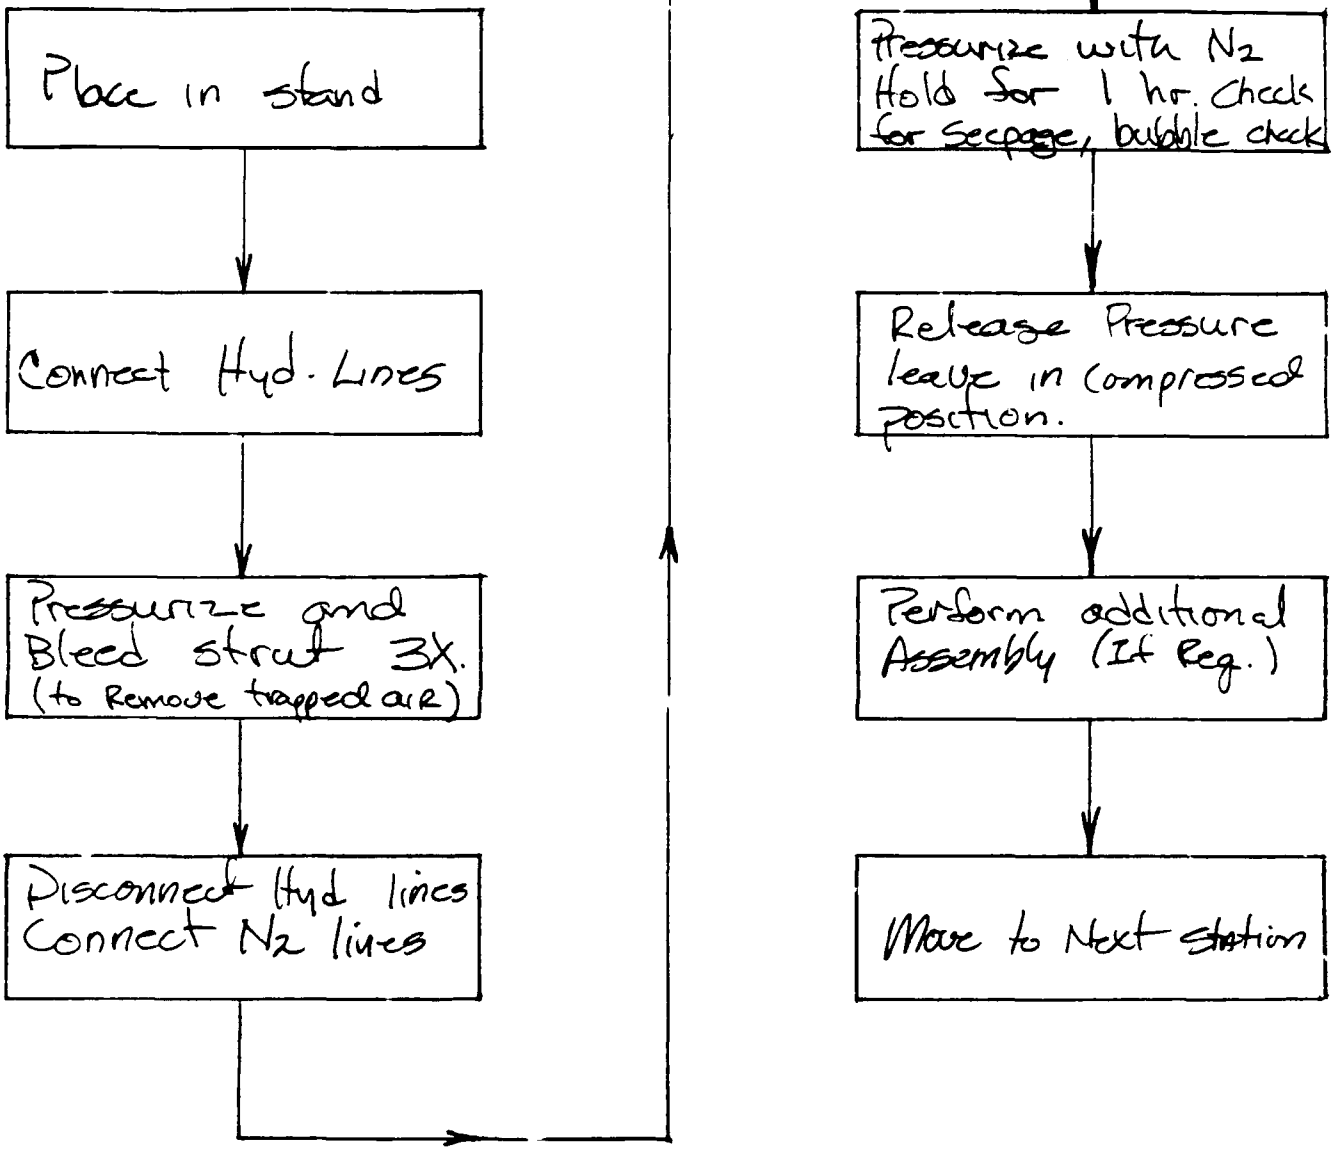 Place in stand
Connect Hyd. Lines
Pressurize and
Bleed strut 3X.
(to Remove trapped air)
Disconnect Hyd lines
Connect N2 lines
Pressurize with N2
Hold for 1 hr. Check
for Seepage, bubble check
Release Pressure
leave in Compressed
position.
Perform additional
Assembly (If Req.)
Move to Next station